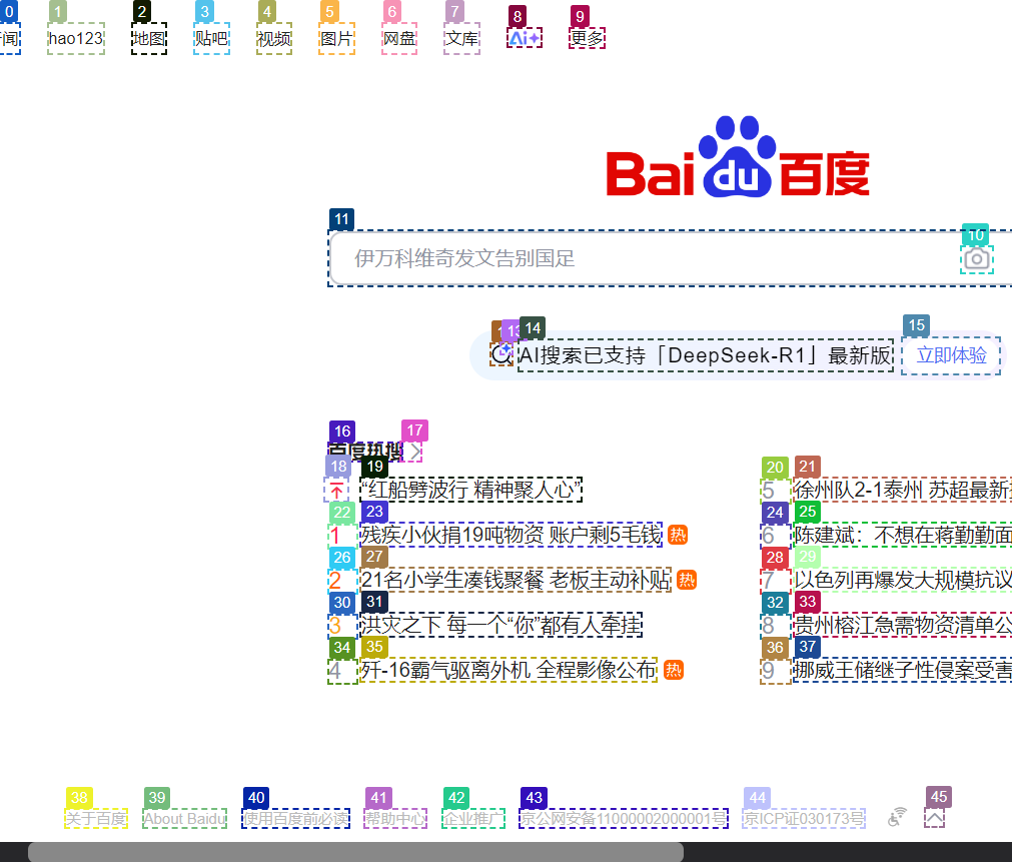 0 1 2 3 4 5 6 7 8 9
闻 hao123 地图 贴吧 视频 图片 网盘 文库 Ai 更多
Bai du 百度
11
10
伊万科维奇发文告别国足
13 14 15
AI搜索已支持「DeepSeek-R1」最新版 立即体验
16 17
百度热搜
18 19 20 21
“红船劈波行 精神聚人心” 5 徐州队2-1泰州 苏超最新
22 23 24 25
1 残疾小伙捐19吨物资 账户剩5毛钱 热 6 陈建斌：不想在蒋勤勤面
26 27 28 29
2 21名小学生凑钱聚餐 老板主动补贴 热 7 以色列再爆发大规模抗议
30 31 32 33
3 洪灾之下 每一个“你”都有人牵挂 8 贵州榕江急需物资清单公
34 35 36 37
4 歼-16霸气驱离外机 全程影像公布 热 9 挪威王储继子性侵案受害
38 39 40 41 42 43 44 45
关于百度 About Baidu 使用百度前必读 帮助中心 企业推广 京公网安备11000002000001号 京ICP证030173号